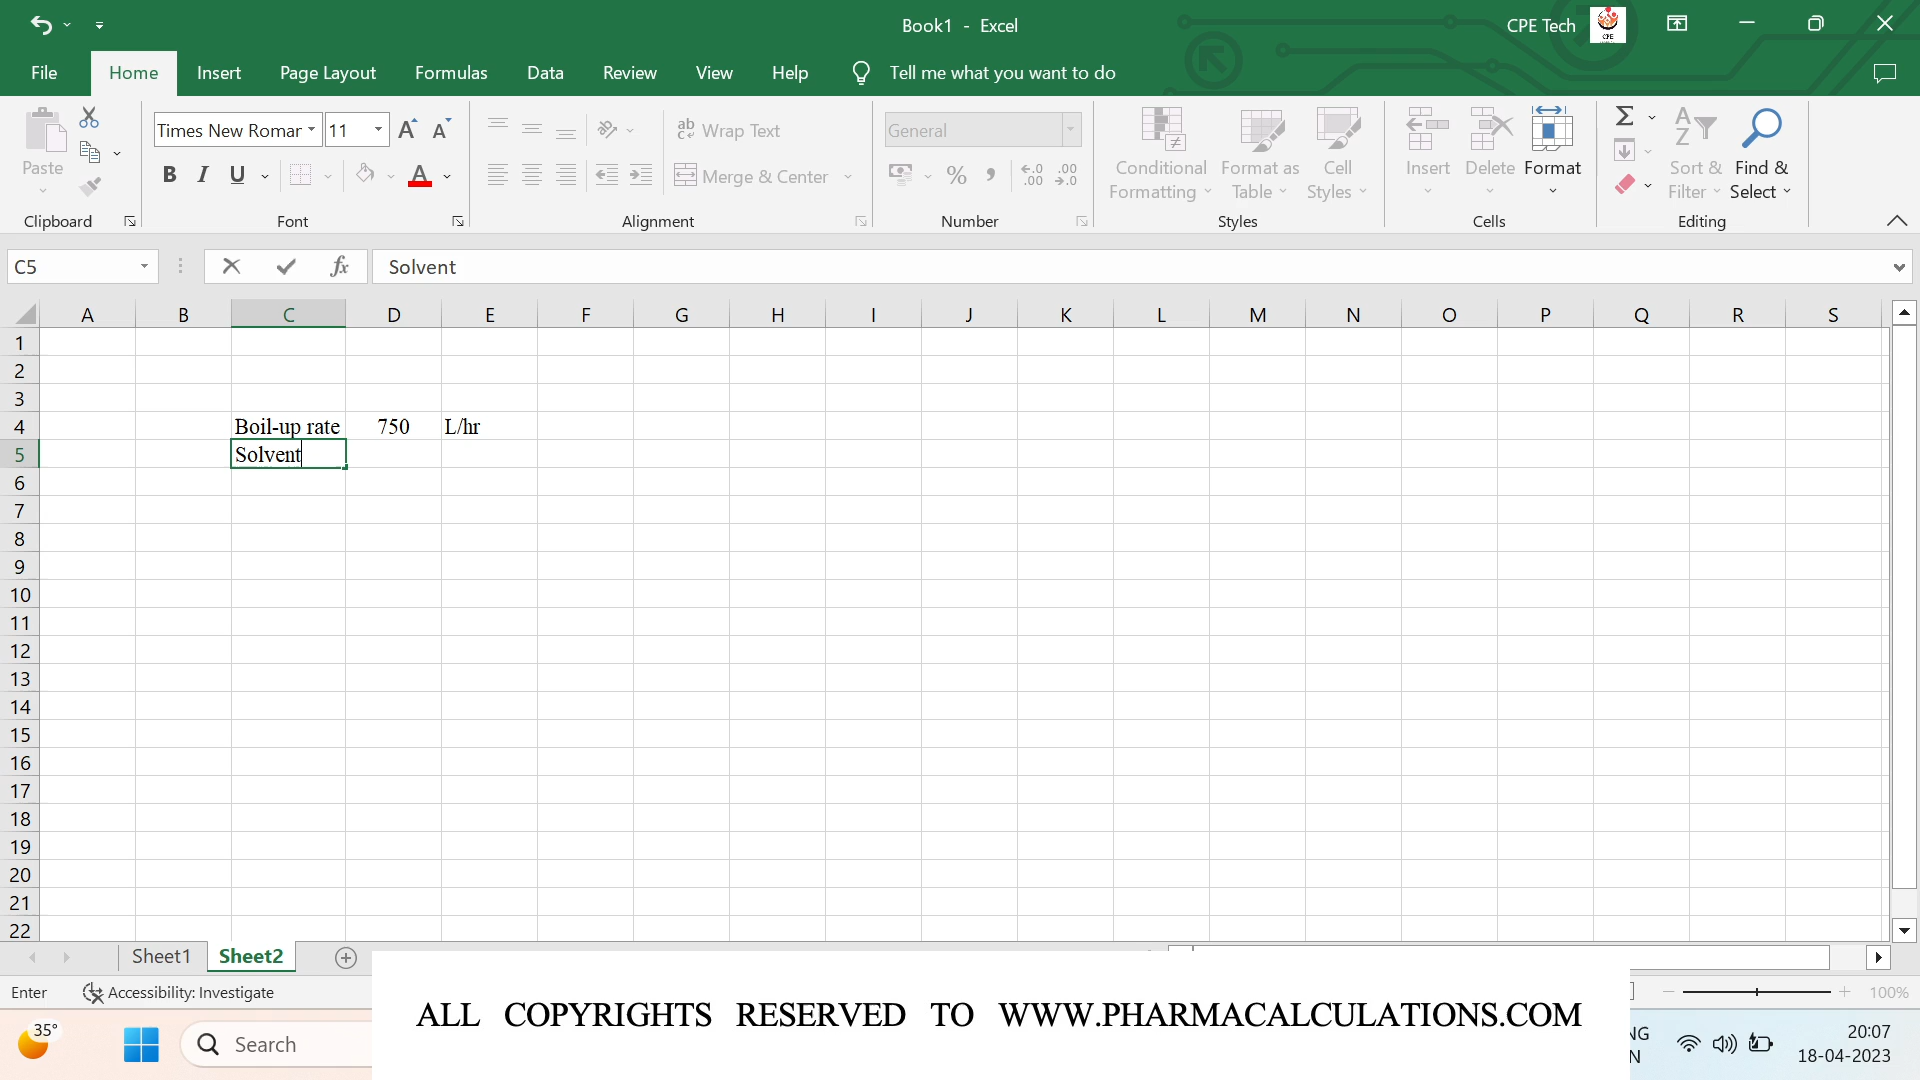 Book1 - Excel
CPE Tech
File Home Insert Page Layout Formulas Data Review View Help Tell me what you want to do
Times New Romar 11
Wrap Text
General
Paste
B I U
Merge & Center
Conditional Formatting
Format as Table
Cell Styles
Insert
Delete
Format
Sort & Filter
Find & Select
Clipboard Font Alignment Number Styles Cells Editing
C5
fx
Solvent
A B C D E F G H I J K L M N O P Q R S
1
2
3
4 Boil-up rate 750 L/hr
5 Solvent
6
7
8
9
10
11
12
13
14
15
16
17
18
19
20
21
22
Sheet1 Sheet2
Enter
Accessibility: Investigate
100%
ALL COPYRIGHTS RESERVED TO WWW.PHARMACALCULATIONS.COM
35°
Search
20:07
18-04-2023